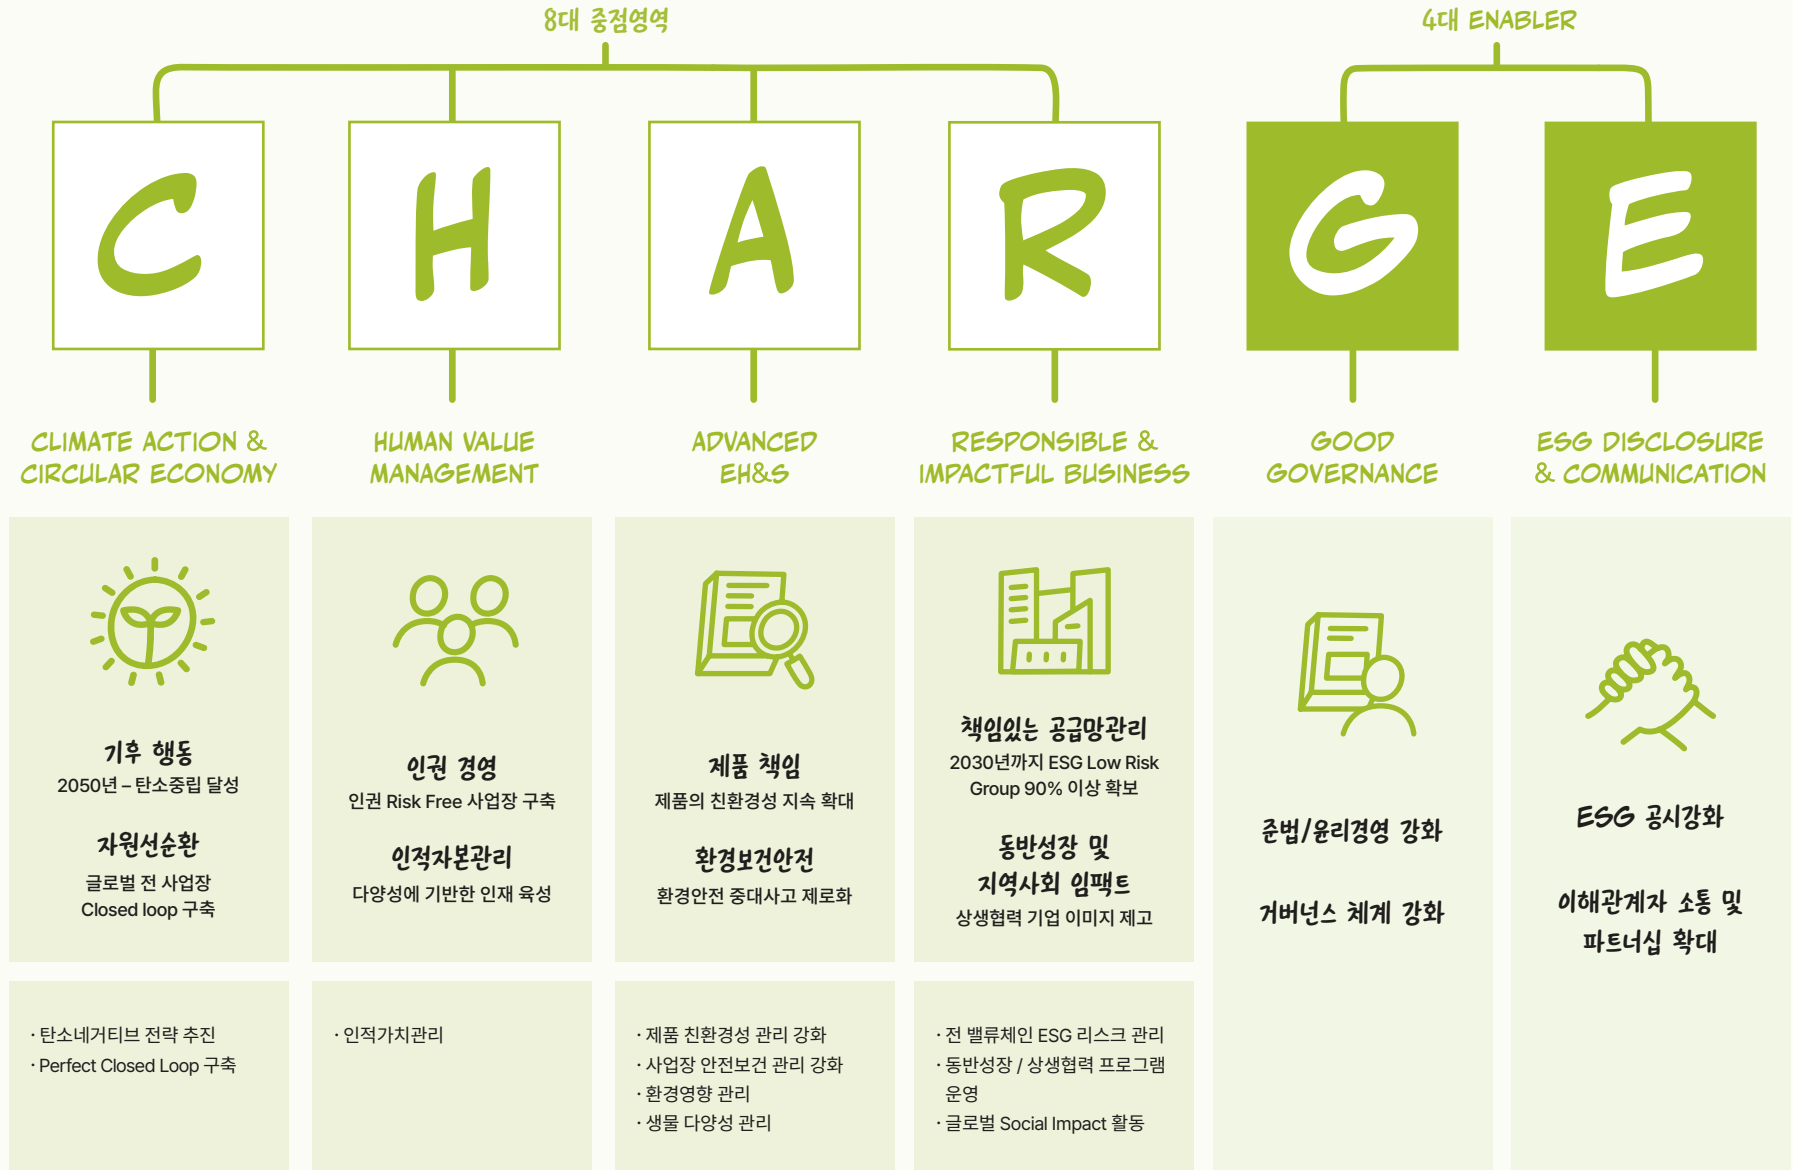 8대 중점영역
4대 ENABLER
C
H
A
R
G
E
CLIMATE ACTION &
CIRCULAR ECONOMY
HUMAN VALUE
MANAGEMENT
ADVANCED
EH&S
RESPONSIBLE &
IMPACTFUL BUSINESS
GOOD
GOVERNANCE
ESG DISCLOSURE
& COMMUNICATION
기후 행동
2050년 – 탄소중립 달성
자원선순환
글로벌 전 사업장
Closed loop 구축
인권 경영
인권 Risk Free 사업장 구축
인적자본관리
다양성에 기반한 인재 육성
제품 책임
제품의 친환경성 지속 확대
환경보건안전
환경안전 중대사고 제로화
책임있는 공급망관리
2030년까지 ESG Low Risk
Group 90% 이상 확보
동반성장 및
지역사회 임팩트
상생협력 기업 이미지 제고
준법/윤리경영 강화
거버넌스 체계 강화
ESG 공시강화
이해관계자 소통 및
파트너십 확대
· 탄소네거티브 전략 추진
· Perfect Closed Loop 구축
· 인적가치관리
· 제품 친환경성 관리 강화
· 사업장 안전보건 관리 강화
· 환경영향 관리
· 생물 다양성 관리
· 전 밸류체인 ESG 리스크 관리
· 동반성장 / 상생협력 프로그램
운영
· 글로벌 Social Impact 활동